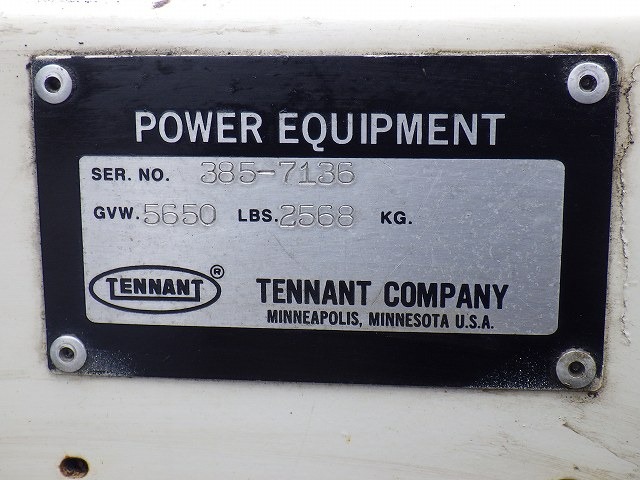 POWER EQUIPMENT
SER. NO. 385-7136
GVW. 5650 LBS. 2568 KG.
TENNANT ®
TENNANT COMPANY
MINNEAPOLIS, MINNESOTA U.S.A.